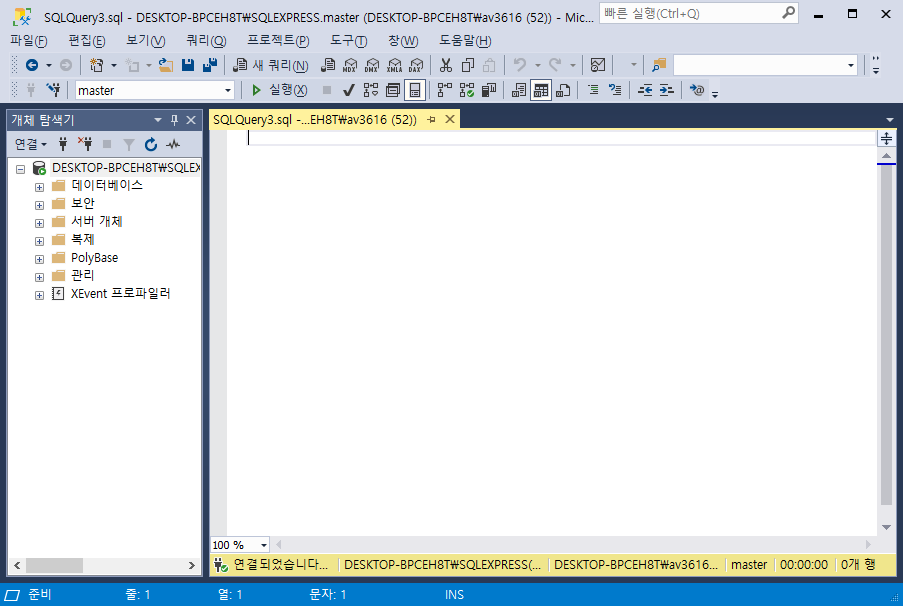 SQLQuery3.sql - DESKTOP-BPCEH8T₩SQLEXPRESS.master (DESKTOP-BPCEH8T₩av3616 (52)) - Mic...
빠른 실행(Ctrl+Q)
파일(F) 편집(E) 보기(V) 쿼리(Q) 프로젝트(P) 도구(T) 창(W) 도움말(H)
새 쿼리(N) MDX DMX XMLA DAX
master 실행(X)
개체 탐색기
SQLQuery3.sql -...EH8T₩av3616 (52))
연결
DESKTOP-BPCEH8T₩SQLEX
데이터베이스
보안
서버 개체
복제
PolyBase
관리
XEvent 프로파일러
100 %
연결되었습니다... DESKTOP-BPCEH8T₩SQLEXPRESS(... DESKTOP-BPCEH8T₩av3616... master 00:00:00 0개 행
준비 줄: 1 열: 1 문자: 1 INS